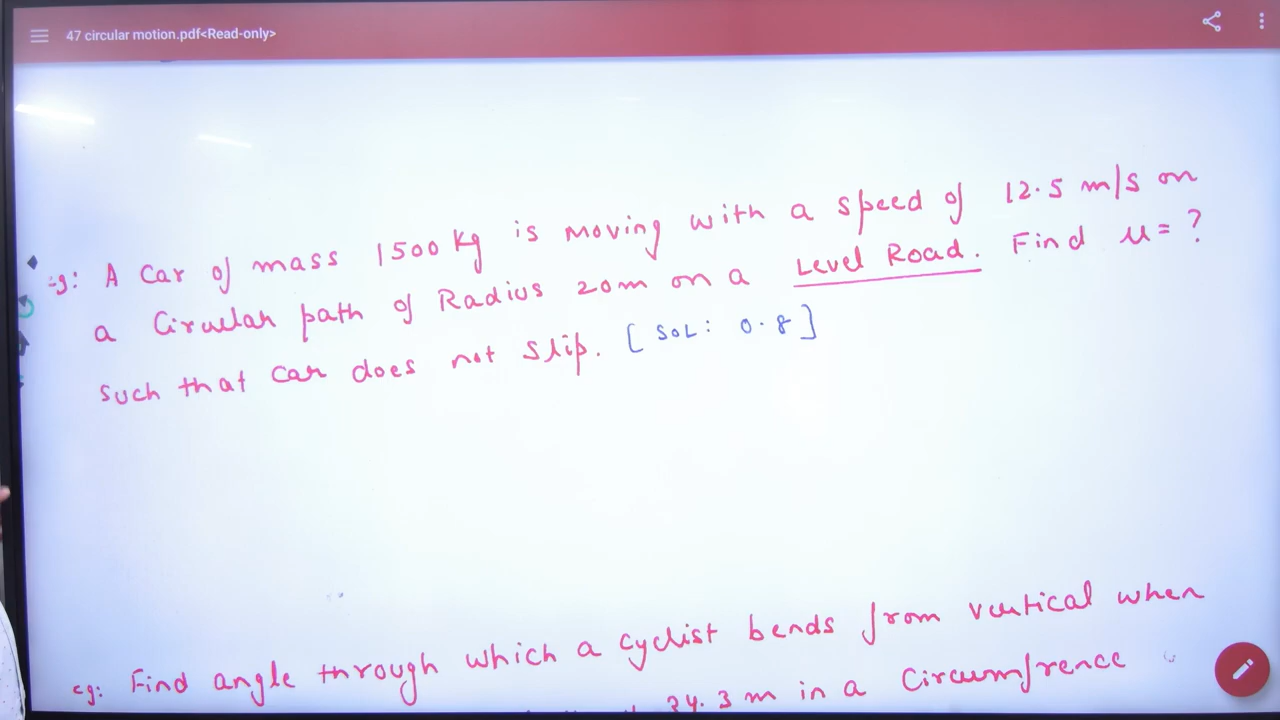 47 circular motion.pdf<Read-only>
eg: A Car of mass 1500 kg is moving with a speed of 12.5 m/s on
a Circular path of Radius 20m on a Level Road. Find μ = ?
such that car does not slip. [SOL: 0.8]
eg: Find angle through which a cyclist bends from vertical when
34.3 m in a Circumfrence